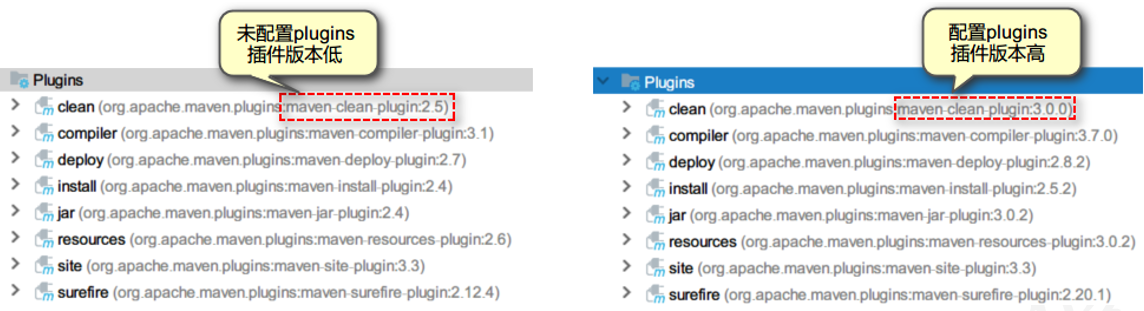 未配置plugins
插件版本低
Plugins
clean (org.apache.maven.plugins:maven-clean-plugin:2.5)
compiler (org.apache.maven.plugins:maven-compiler-plugin:3.1)
deploy (org.apache.maven.plugins:maven-deploy-plugin:2.7)
install (org.apache.maven.plugins:maven-install-plugin:2.4)
jar (org.apache.maven.plugins:maven-jar-plugin:2.4)
resources (org.apache.maven.plugins:maven-resources-plugin:2.6)
site (org.apache.maven.plugins:maven-site-plugin:3.3)
surefire (org.apache.maven.plugins:maven-surefire-plugin:2.12.4)
配置plugins
插件版本高
Plugins
clean (org.apache.maven.plugins:maven-clean-plugin:3.0.0)
compiler (org.apache.maven.plugins:maven-compiler-plugin:3.7.0)
deploy (org.apache.maven.plugins:maven-deploy-plugin:2.8.2)
install (org.apache.maven.plugins:maven-install-plugin:2.5.2)
jar (org.apache.maven.plugins:maven-jar-plugin:3.0.2)
resources (org.apache.maven.plugins:maven-resources-plugin:3.0.2)
site (org.apache.maven.plugins:maven-site-plugin:3.3)
surefire (org.apache.maven.plugins:maven-surefire-plugin:2.20.1)